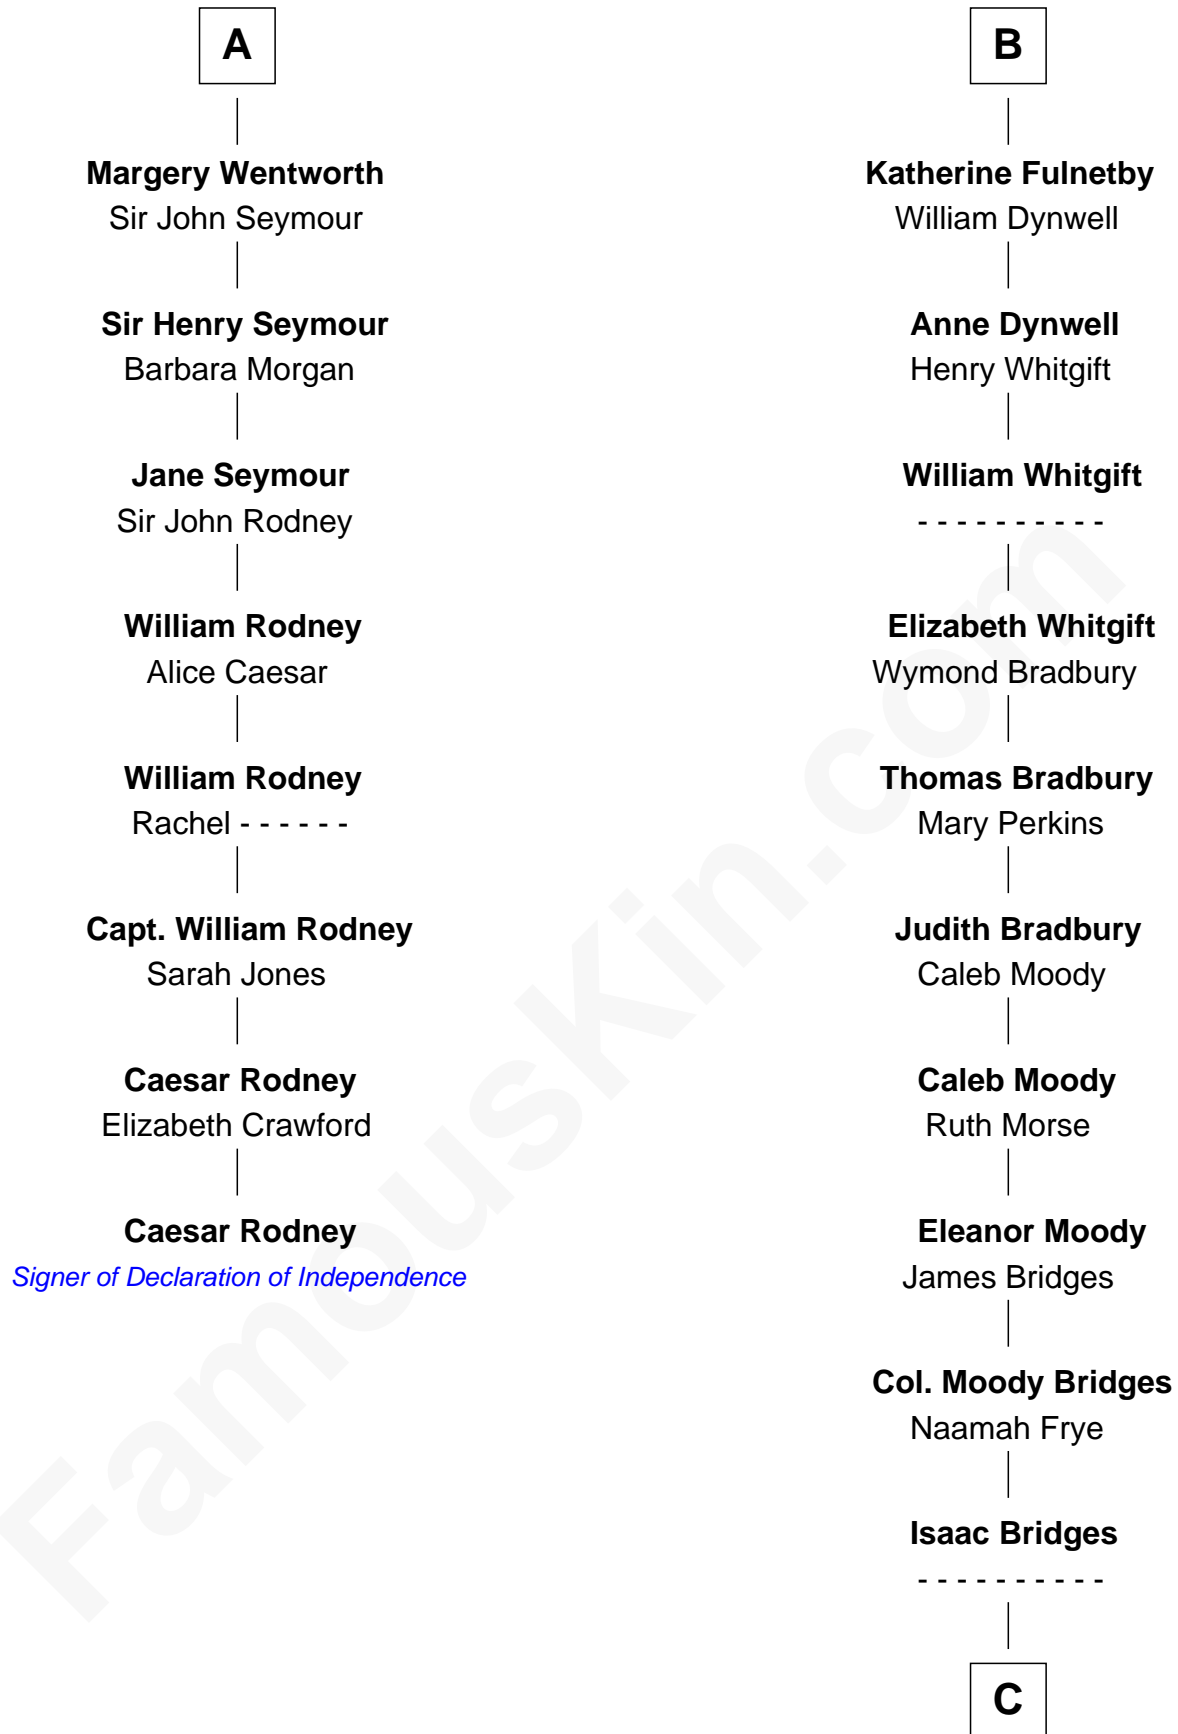 A
Margery Wentworth
Sir John Seymour
Sir Henry Seymour
Barbara Morgan
Jane Seymour
Sir John Rodney
William Rodney
Alice Caesar
William Rodney
Rachel - - - - - -
Capt. William Rodney
Sarah Jones
Caesar Rodney
Elizabeth Crawford
Caesar Rodney
Signer of Declaration of Independence
B
Katherine Fulnetby
William Dynwell
Anne Dynwell
Henry Whitgift
William Whitgift
- - - - - - - - - -
Elizabeth Whitgift
Wymond Bradbury
Thomas Bradbury
Mary Perkins
Judith Bradbury
Caleb Moody
Caleb Moody
Ruth Morse
Eleanor Moody
James Bridges
Col. Moody Bridges
Naamah Frye
Isaac Bridges
- - - - - - - - - -
C
FamousKin.com